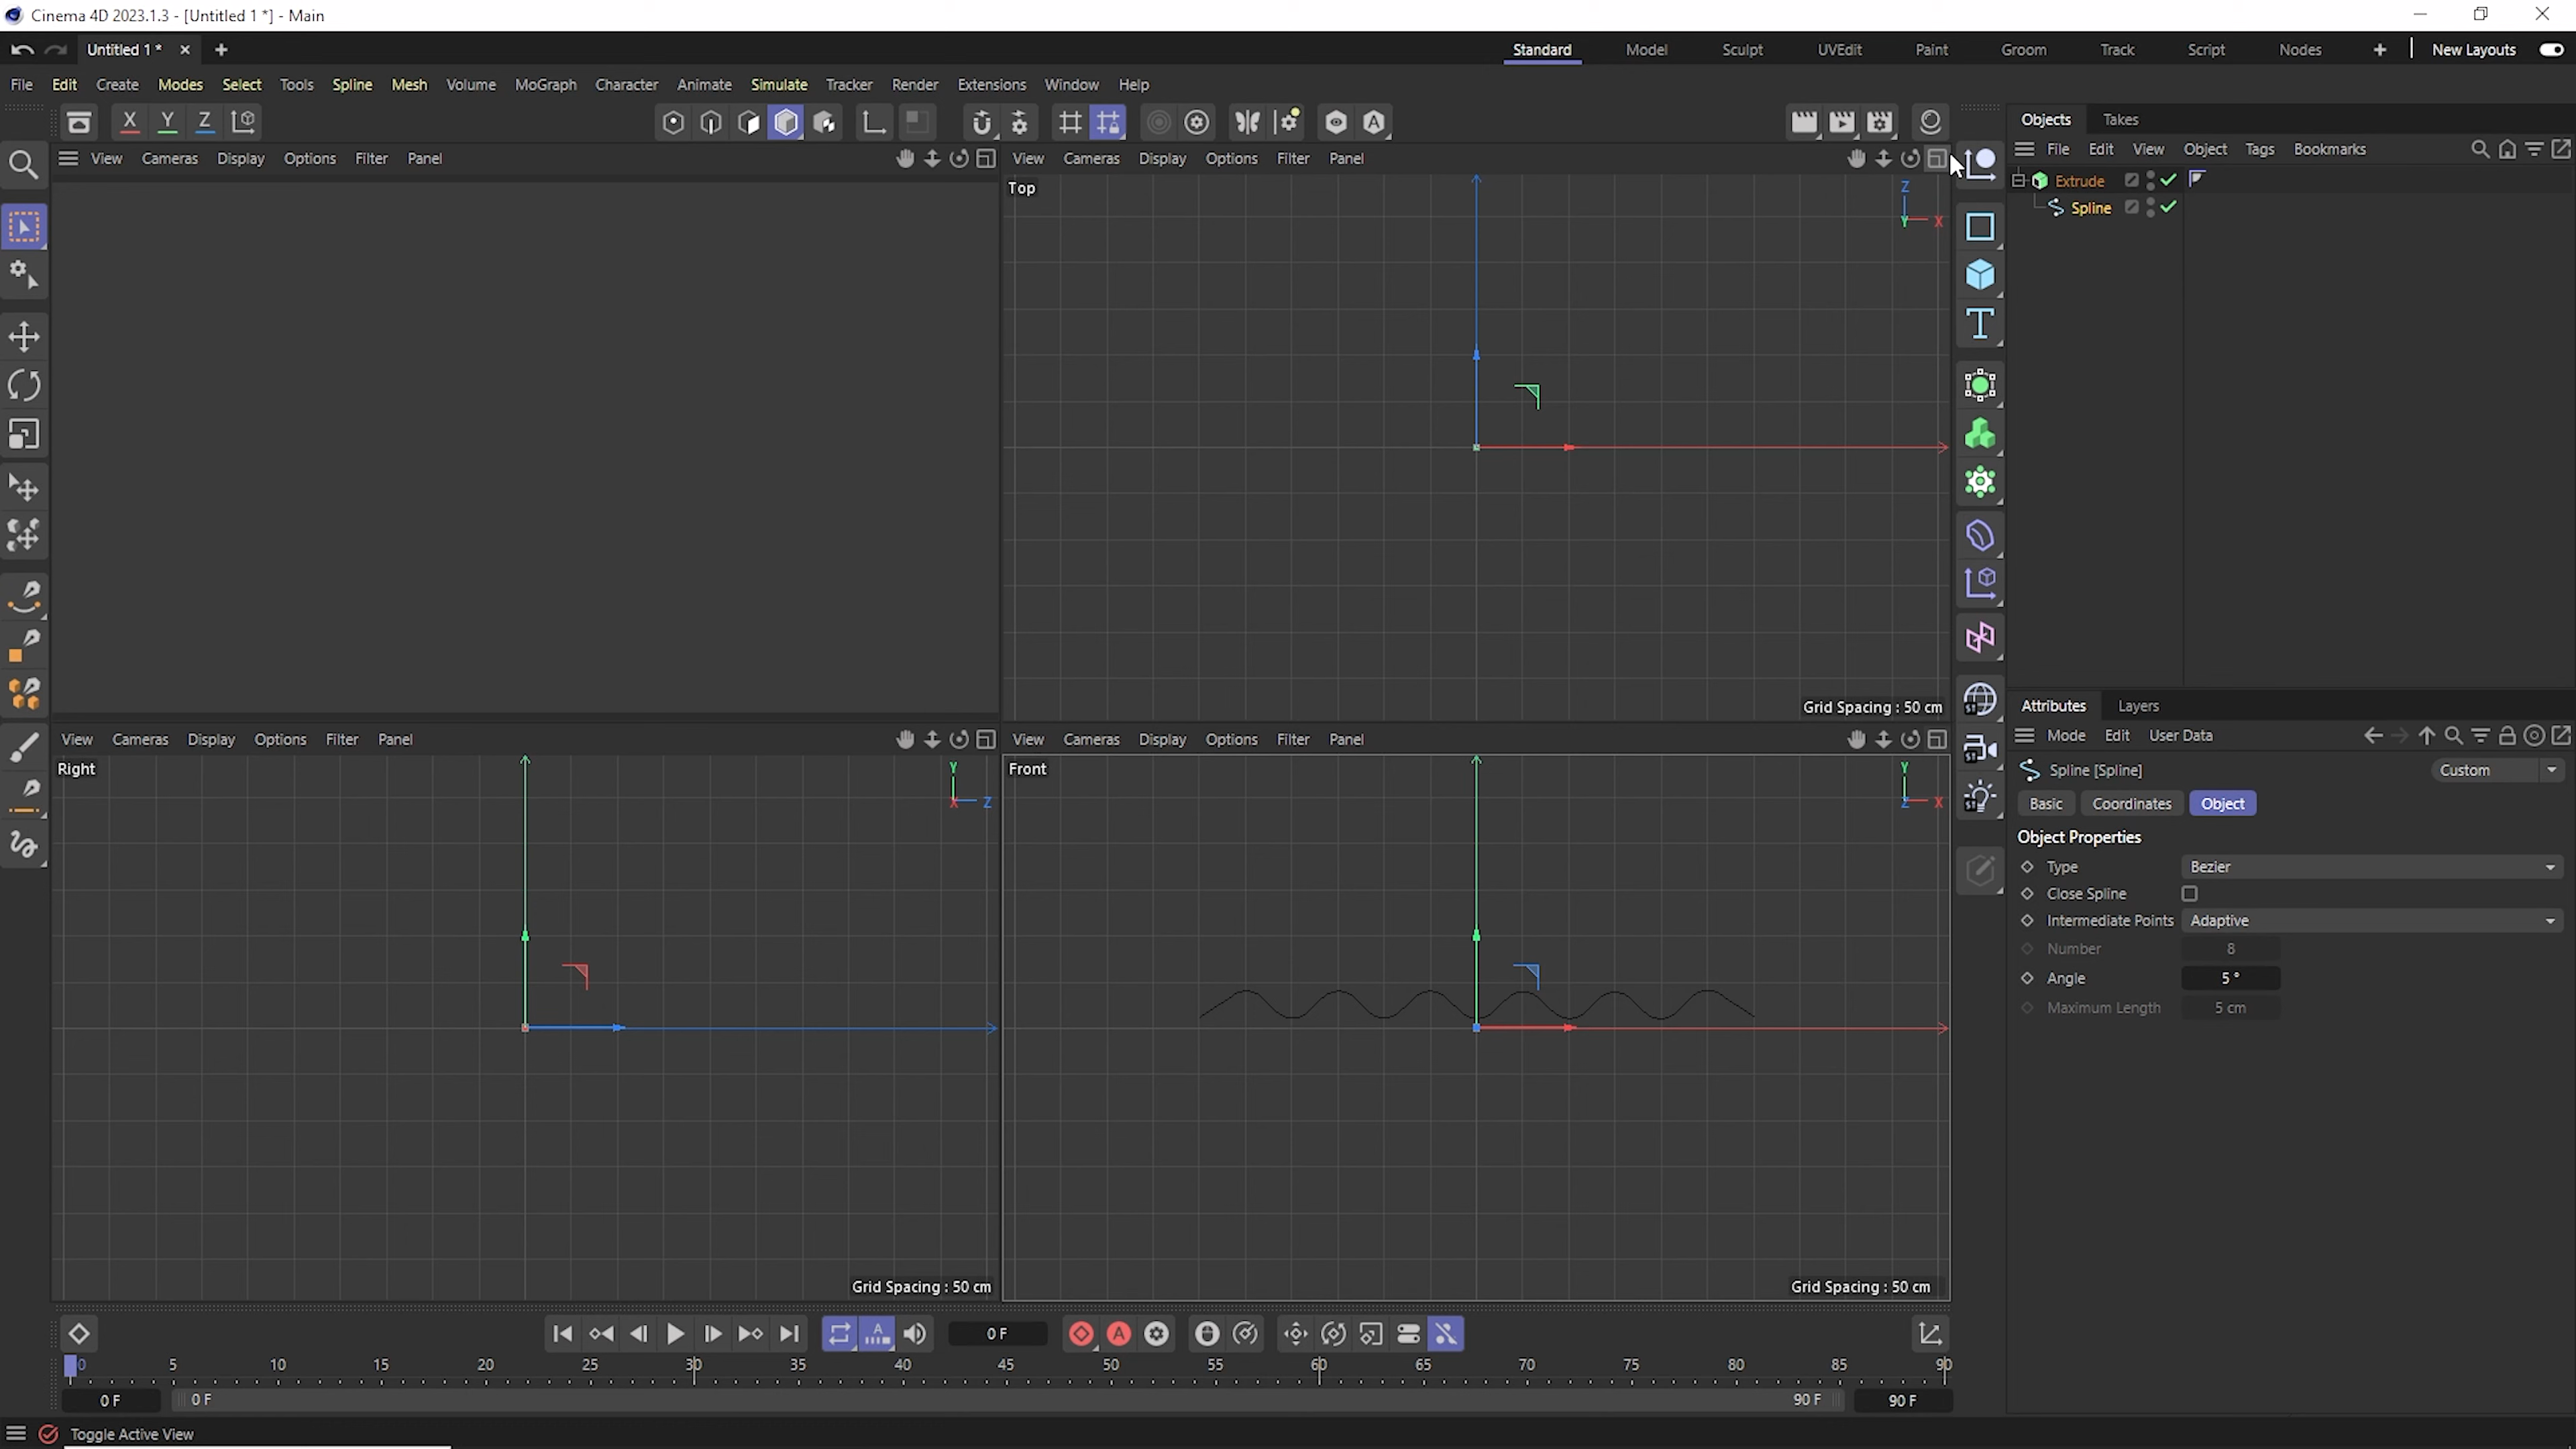 Cinema 4D 2023.1.3 - [Untitled 1 *] - Main
Untitled 1 *
Standard Model Sculpt UVEdit Paint Groom Track Script Nodes New Layouts
File Edit Create Modes Select Tools Spline Mesh Volume MoGraph Character Animate Simulate Tracker Render Extensions Window Help
X Y Z
Objects Takes
View Cameras Display Options Filter Panel
View Cameras Display Options Filter Panel
File Edit View Object Tags Bookmarks
Top
Z
Y X
Extrude
Spline
Grid Spacing : 50 cm
Attributes Layers
Mode Edit User Data
View Cameras Display Options Filter Panel
View Cameras Display Options Filter Panel
Right
Y
X Z
Front
Y
Z X
Spline [Spline]
Custom
Basic Coordinates Object
Object Properties
Type Bezier
Close Spline
Intermediate Points Adaptive
Number 8
Angle 5 °
Maximum Length 5 cm
Grid Spacing : 50 cm
Grid Spacing : 50 cm
0 F
0 5 10 15 20 25 30 35 40 45 50 55 60 65 70 75 80 85 90
0 F 0 F 90 F 90 F
Toggle Active View